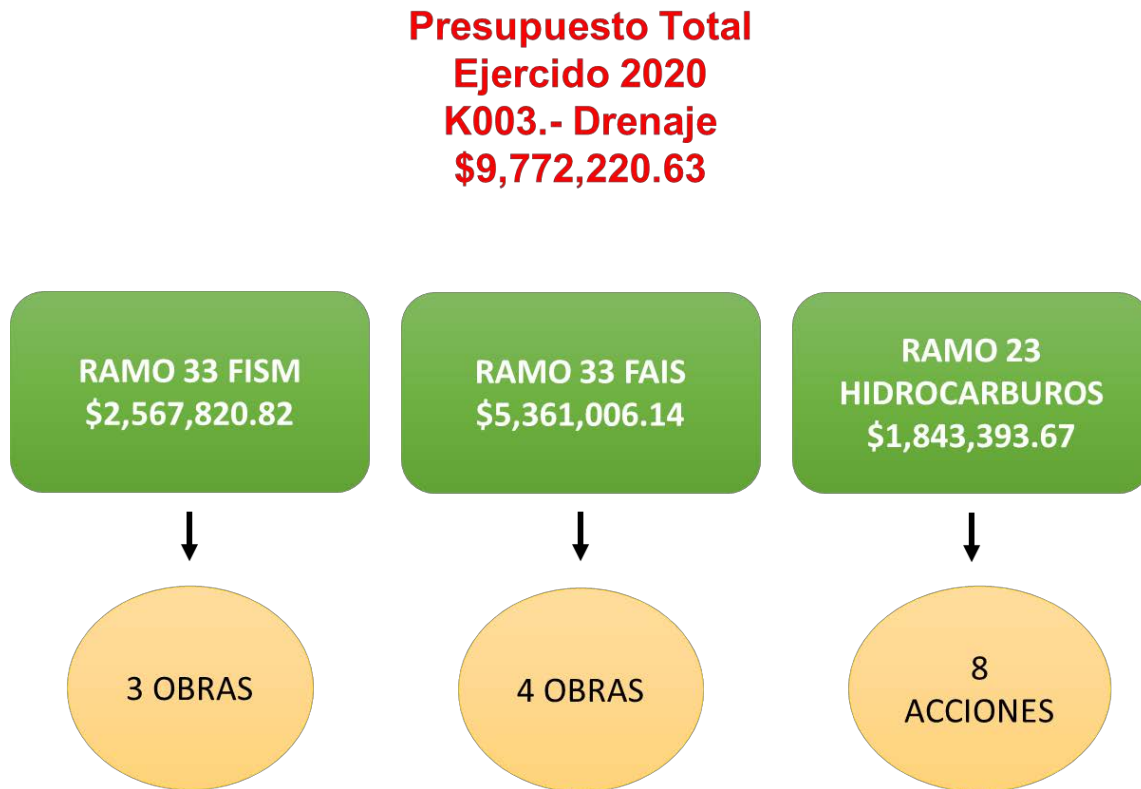 Presupuesto Total
Ejercido 2020
K003.- Drenaje
$9,772,220.63
RAMO 33 FISM
$2,567,820.82
RAMO 33 FAIS
$5,361,006.14
RAMO 23
HIDROCARBUROS
$1,843,393.67
3 OBRAS
4 OBRAS
8
ACCIONES